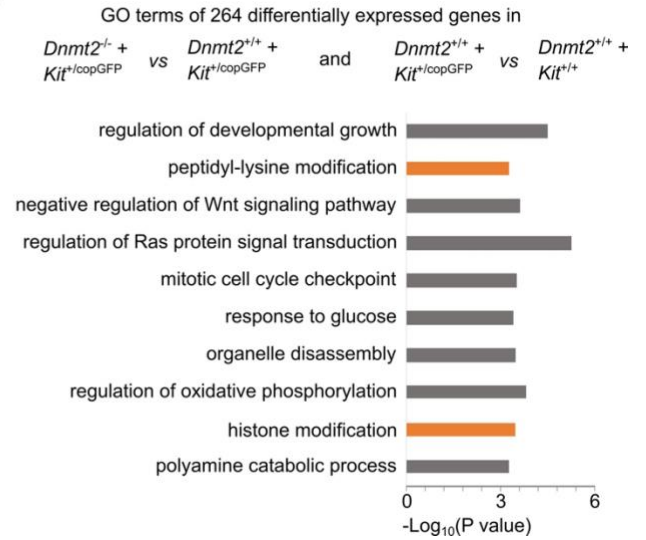 GO terms of 264 differentially expressed genes in
Dnmt2-/- + vs Dnmt2+/+ + and Dnmt2+/+ + vs Dnmt2+/+ +
Kit+/copGFP Kit+/copGFP Kit+/copGFP Kit+/+
regulation of developmental growth
peptidyl-lysine modification
negative regulation of Wnt signaling pathway
regulation of Ras protein signal transduction
mitotic cell cycle checkpoint
response to glucose
organelle disassembly
regulation of oxidative phosphorylation
histone modification
polyamine catabolic process
0 3 6
-Log10(P value)